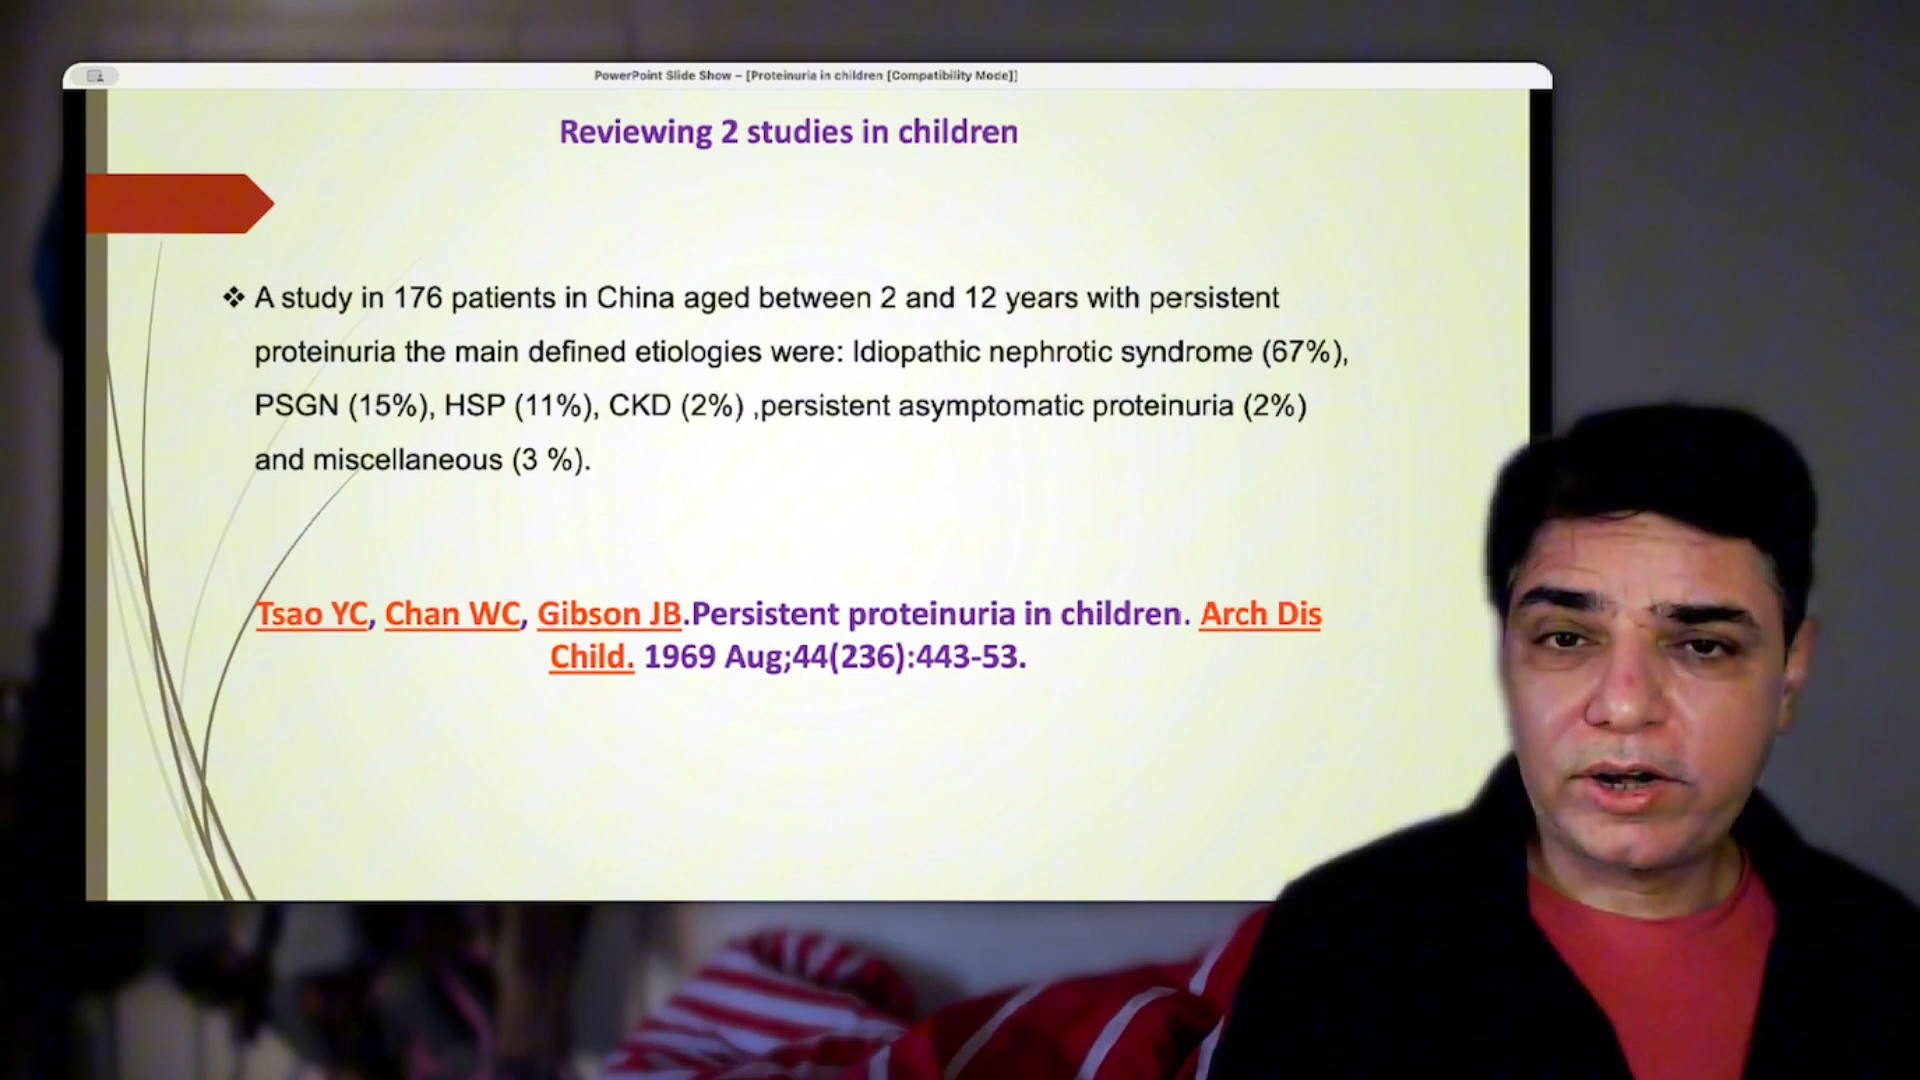 PowerPoint Slide Show – [Proteinuria in children [Compatibility Mode]]
Reviewing 2 studies in children
❖ A study in 176 patients in China aged between 2 and 12 years with persistent
proteinuria the main defined etiologies were: Idiopathic nephrotic syndrome (67%),
PSGN (15%), HSP (11%), CKD (2%) ,persistent asymptomatic proteinuria (2%)
and miscellaneous (3 %).
Tsao YC, Chan WC, Gibson JB.Persistent proteinuria in children. Arch Dis
Child. 1969 Aug;44(236):443-53.